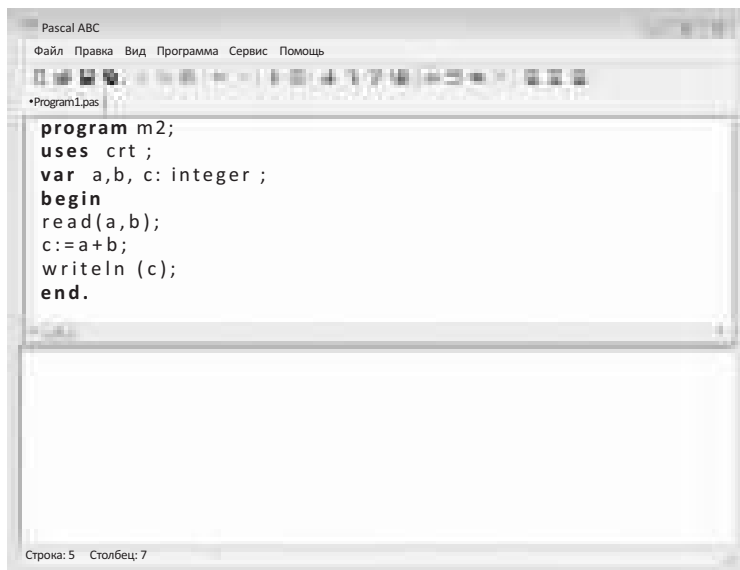 Pascal ABC
Файл Правка Вид Программа Сервис Помощь
•Program1.pas
program m2;
uses crt ;
var a,b, c: integer ;
begin
read(a,b);
c:=a+b;
writeln (c);
end.
Строка: 5 Столбец: 7